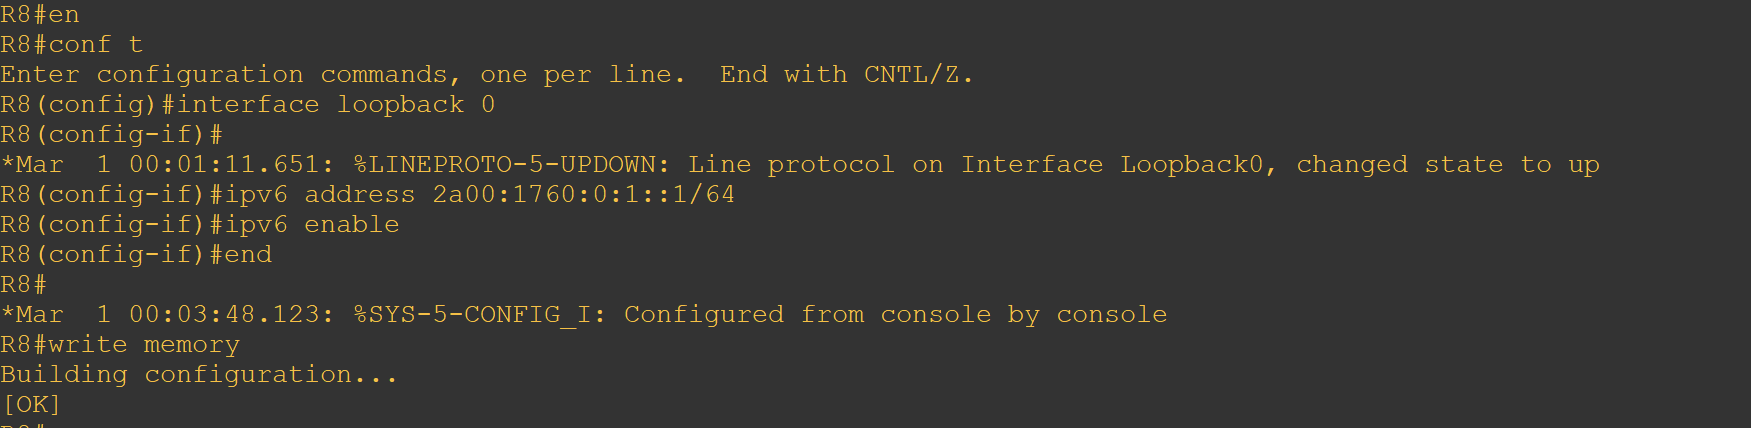 R8#en
R8#conf t
Enter configuration commands, one per line.  End with CNTL/Z.
R8(config)#interface loopback 0
R8(config-if)#
*Mar  1 00:01:11.651: %LINEPROTO-5-UPDOWN: Line protocol on Interface Loopback0, changed state to up
R8(config-if)#ipv6 address 2a00:1760:0:1::1/64
R8(config-if)#ipv6 enable
R8(config-if)#end
R8#
*Mar  1 00:03:48.123: %SYS-5-CONFIG_I: Configured from console by console
R8#write memory
Building configuration...
[OK]
R8#